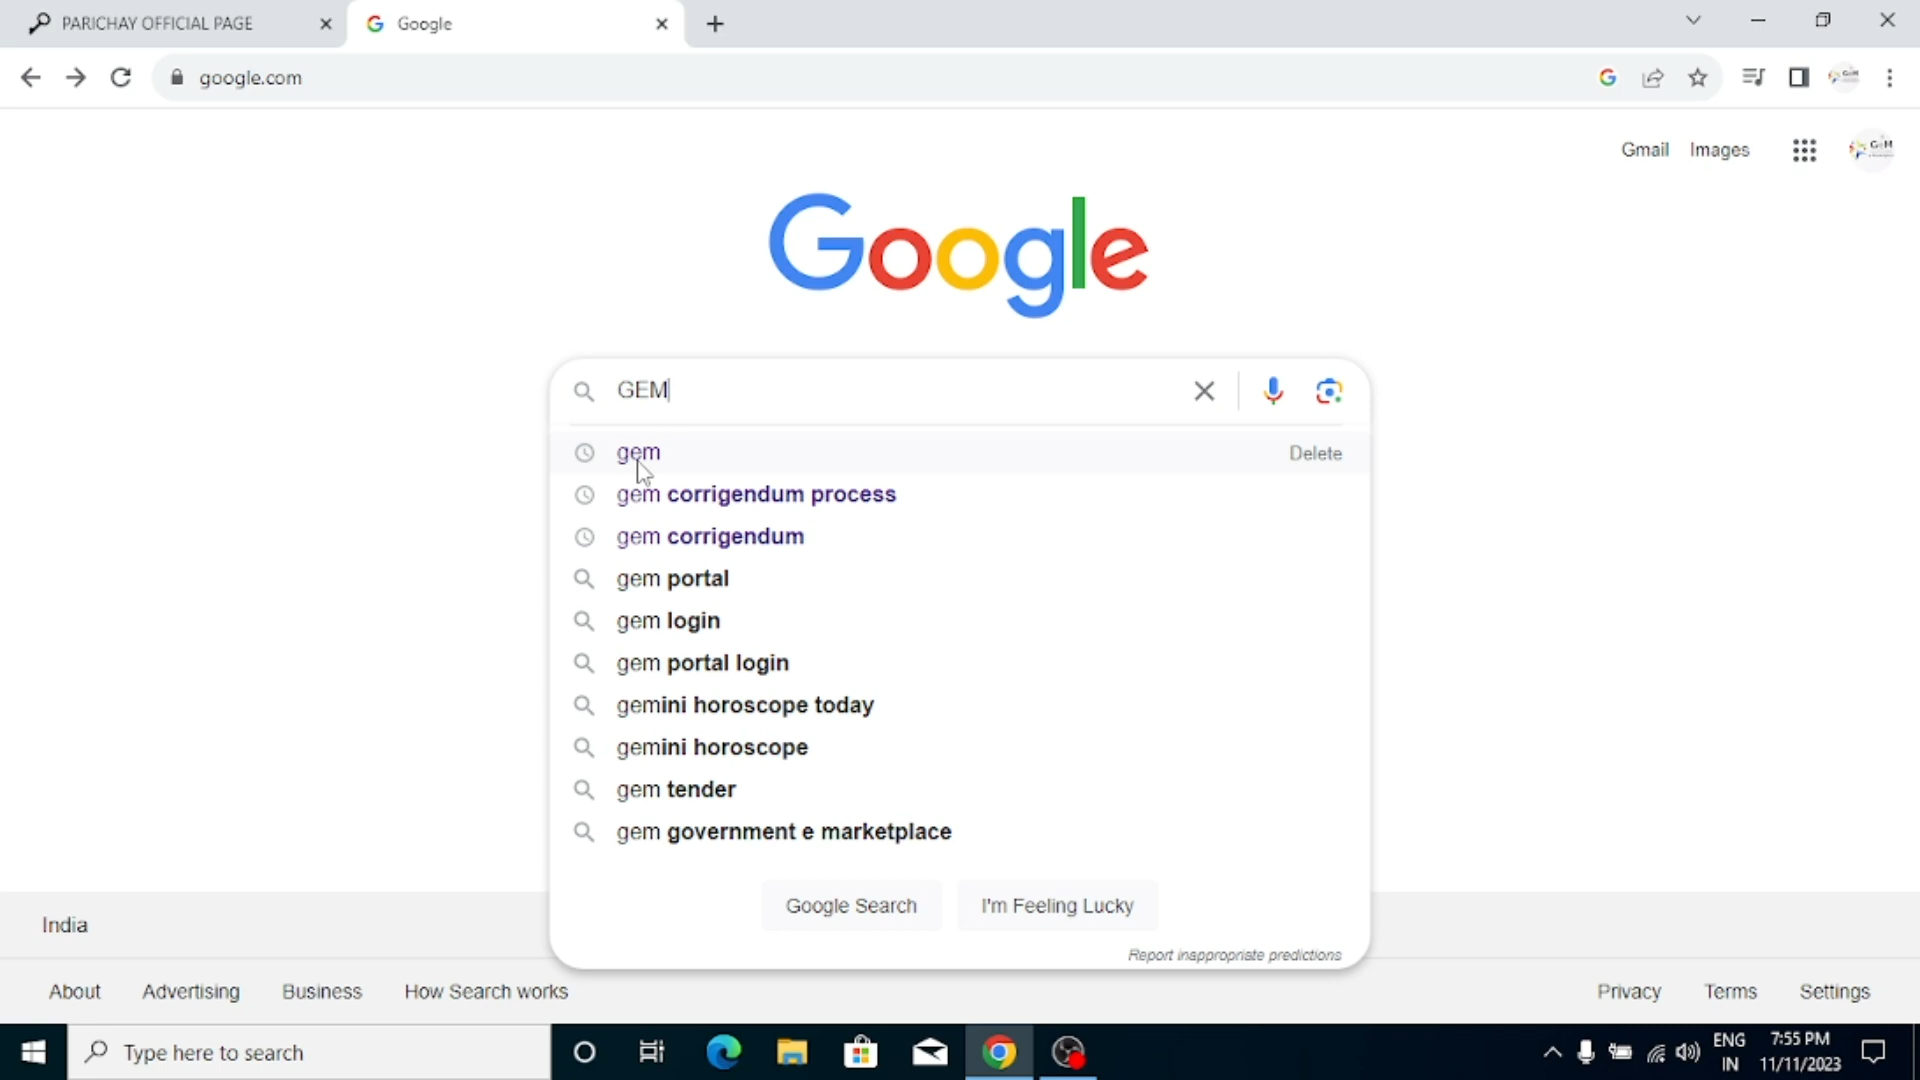 PARICHAY OFFICIAL PAGE
Google
google.com
Gmail Images
Google
GEM
gem Delete
gem corrigendum process
gem corrigendum
gem portal
gem login
gem portal login
gemini horoscope today
gemini horoscope
gem tender
gem government e marketplace
Google Search I'm Feeling Lucky
Report inappropriate predictions
India
About Advertising Business How Search works Privacy Terms Settings
Type here to search
ENG 7:55 PM
IN 11/11/2023